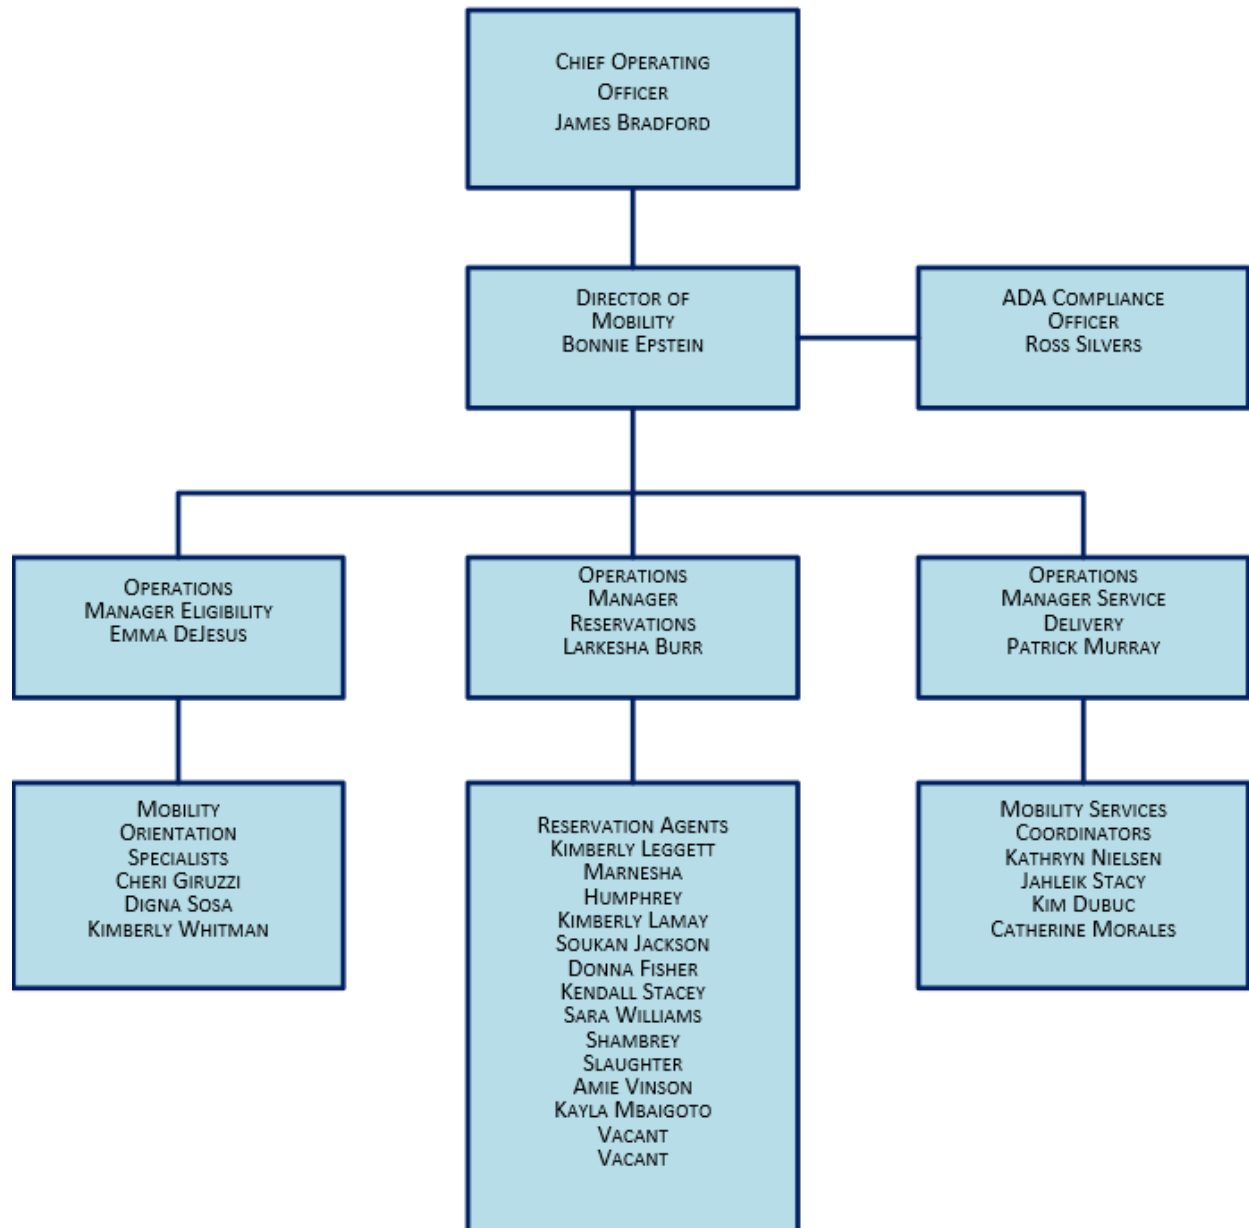 Chief Operating
Officer
James Bradford
Director of
Mobility
Bonnie Epstein
ADA Compliance
Officer
Ross Silvers
Operations
Manager Eligibility
Emma DeJesus
Operations
Manager
Reservations
Larkesha Burr
Operations
Manager Service
Delivery
Patrick Murray
Mobility
Orientation
Specialists
Cheri Giruzzi
Digna Sosa
Kimberly Whitman
Reservation Agents
Kimberly Leggett
Marnesha
Humphrey
Kimberly Lamay
Soukan Jackson
Donna Fisher
Kendall Stacey
Sara Williams
Shambrey
Slaughter
Amie Vinson
Kayla Mbaigoto
Vacant
Vacant
Mobility Services
Coordinators
Kathryn Nielsen
Jahleik Stacy
Kim Dubuc
Catherine Morales